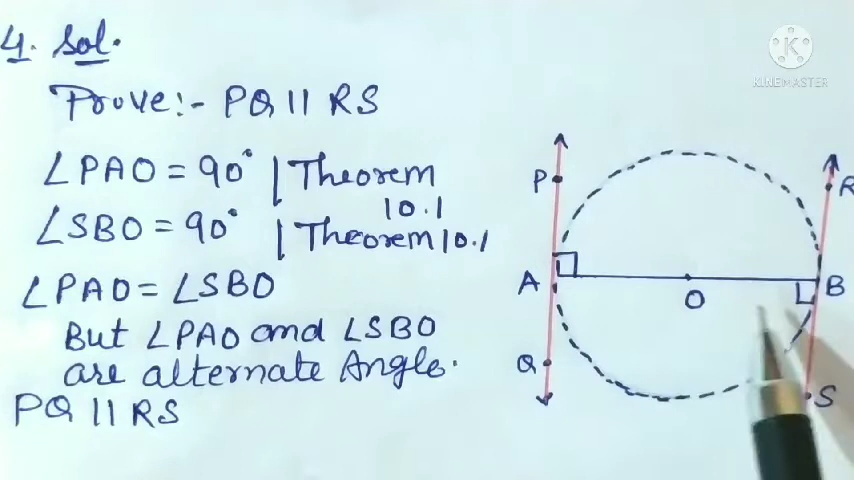 4. Sol.
Prove:- PQ || RS
∠PAO = 90° | Theorem 10.1
∠SBO = 90° | Theorem 10.1
∠PAO = ∠SBO
But ∠PAO and ∠SBO
are alternate Angle.
PQ || RS
P
R
A
O
B
Q
S
K
KINEMASTER